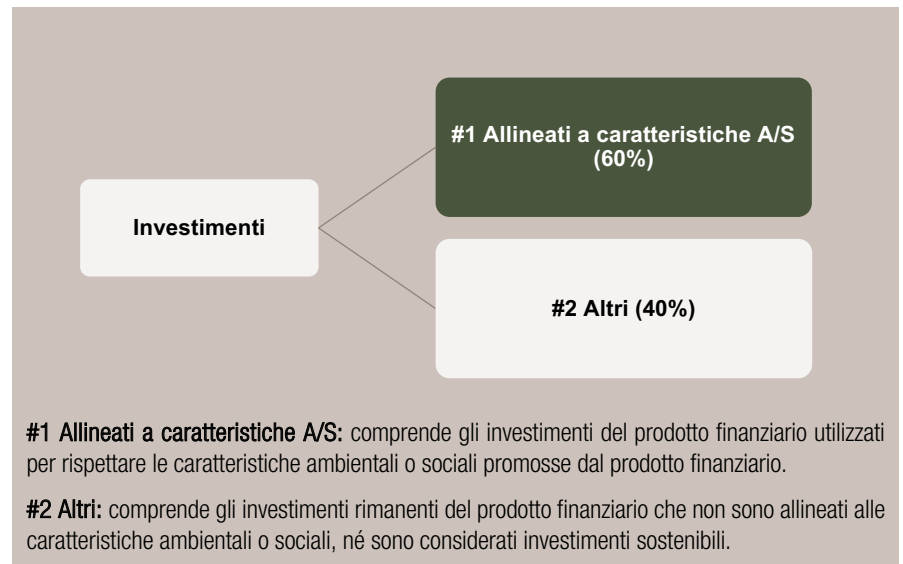 #1 Allineati a caratteristiche A/S
(60%)
Investimenti
#2 Altri (40%)
#1 Allineati a caratteristiche A/S: comprende gli investimenti del prodotto finanziario utilizzati
per rispettare le caratteristiche ambientali o sociali promosse dal prodotto finanziario.
#2 Altri: comprende gli investimenti rimanenti del prodotto finanziario che non sono allineati alle
caratteristiche ambientali o sociali, né sono considerati investimenti sostenibili.